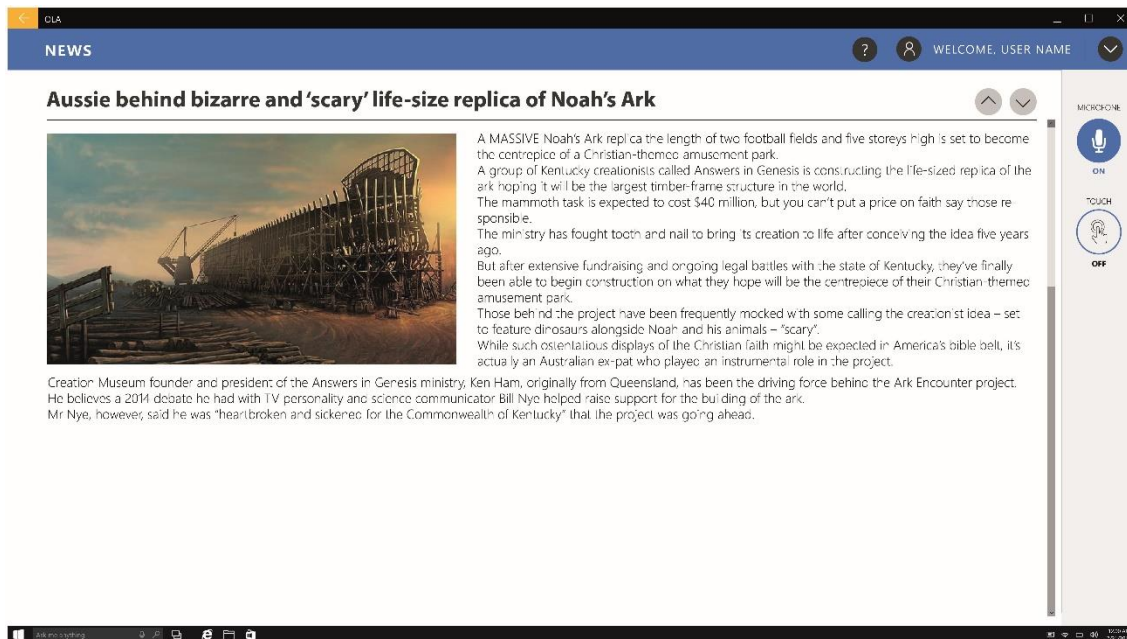 OLA
NEWS
? WELCOME, USER NAME
Aussie behind bizarre and ‘scary’ life-size replica of Noah’s Ark
MICROFONE
ON
TOUCH
OFF
A MASSIVE Noah’s Ark replica the length of two football fields and five storeys high is set to become
the centrepice of a Christian-themed amusement park.
A group of Kentucky creationists called Answers in Genesis is constructing the life-sized replica of the
ark hoping it will be the largest timber-frame structure in the world.
The mammoth task is expected to cost $40 million, but you can’t put a price on faith say those re
sponsible.
The ministry has fought tooth and nail to bring its creation to life after conceiving the idea five years
ago.
But after extensive fundraising and ongoing legal battles with the state of Kentucky, they’ve finally
been able to begin construction on what they hope will be the centrepiece of their Christian-themed
amusement park.
Those behind the project have been frequently mocked with some calling the creationist idea – set
to feature dinosaurs alongside Noah and his animals – “scary”.
While such ostentatious displays of the Christian faith might be expected in America’s bible belt, it’s
actually an Australian ex-pat who played an instrumental role in the project.
Creation Museum founder and president of the Answers in Genesis ministry, Ken Ham, originally from Queensland, has been the driving force behind the Ark Encounter project.
He believes a 2014 debate he had with TV personality and science communicator Bill Nye helped raise support for the building of the ark.
Mr Nye, however, said he was “heartbroken and sickened for the Commonwealth of Kentucky” that the project was going ahead.
Ask me anything